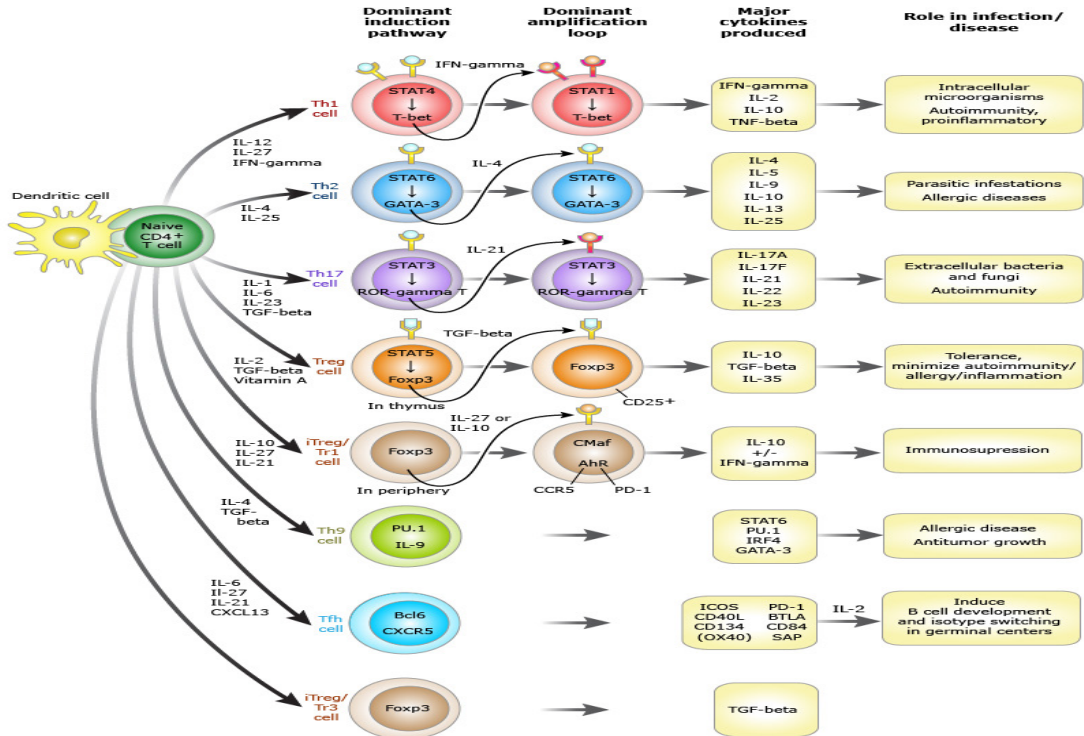 Dominant
induction
pathway
Dominant
amplification
loop
Major
cytokines
produced
Role in infection/
disease
Dendritic cell
Naive
CD4+
T cell
IL-12
IL-27
IFN-gamma
Th1
cell
STAT4
↓
T-bet
IFN-gamma
STAT1
↓
T-bet
IFN-gamma
IL-2
IL-10
TNF-beta
Intracellular
microorganisms
Autoimmunity,
proinflammatory
IL-4
IL-25
Th2
cell
STAT6
↓
GATA-3
IL-4
STAT6
↓
GATA-3
IL-4
IL-5
IL-9
IL-10
IL-13
IL-25
Parasitic infestations
Allergic diseases
IL-1
IL-6
IL-23
TGF-beta
Th17
cell
STAT3
↓
ROR-gamma T
IL-21
STAT3
↓
ROR-gamma T
IL-17A
IL-17F
IL-21
IL-22
IL-23
Extracellular bacteria
and fungi
Autoimmunity
IL-2
TGF-beta
Vitamin A
Treg
cell
STAT5
↓
Foxp3
In thymus
TGF-beta
Foxp3
CD25+
IL-10
TGF-beta
IL-35
Tolerance,
minimize autoimmunity/
allergy/inflammation
IL-10
IL-27
IL-21
iTreg/
Tr1
cell
Foxp3
In periphery
IL-27 or
IL-10
CMaf
AhR
CCR5
PD-1
IL-10
+/-
IFN-gamma
Immunosupression
IL-4
TGF-
beta
Th9
cell
PU.1
IL-9
STAT6
PU.1
IRF4
GATA-3
Allergic disease
Antitumor growth
IL-6
Il-27
IL-21
CXCL13
Tfh
cell
Bcl6
CXCR5
ICOS PD-1
CD40L BTLA
CD134 CD84
(OX40) SAP
IL-2
Induce
B cell development
and isotype switching
in germinal centers
iTreg/
Tr3
cell
Foxp3
TGF-beta